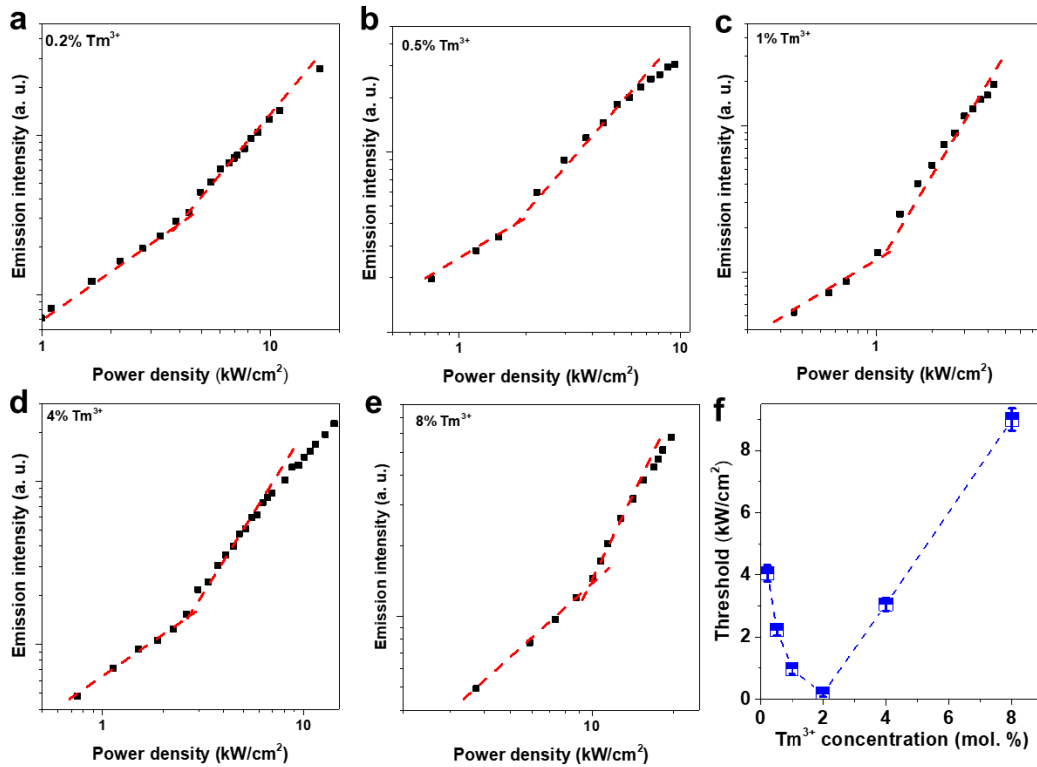 a
0.2% Tm³⁺
Emission intensity (a. u.)
1
10
Power density (kW/cm²)
b
0.5% Tm³⁺
Emission intensity (a. u.)
1
10
Power density (kW/cm²)
c
1% Tm³⁺
Emission intensity (a. u.)
1
Power density (kW/cm²)
d
4% Tm³⁺
Emission intensity (a. u.)
1
10
Power density (kW/cm²)
e
8% Tm³⁺
Emission intensity (a. u.)
10
Power density (kW/cm²)
f
Threshold (kW/cm²)
8
6
4
2
0
0
2
4
6
8
Tm³⁺ concentration (mol. %)